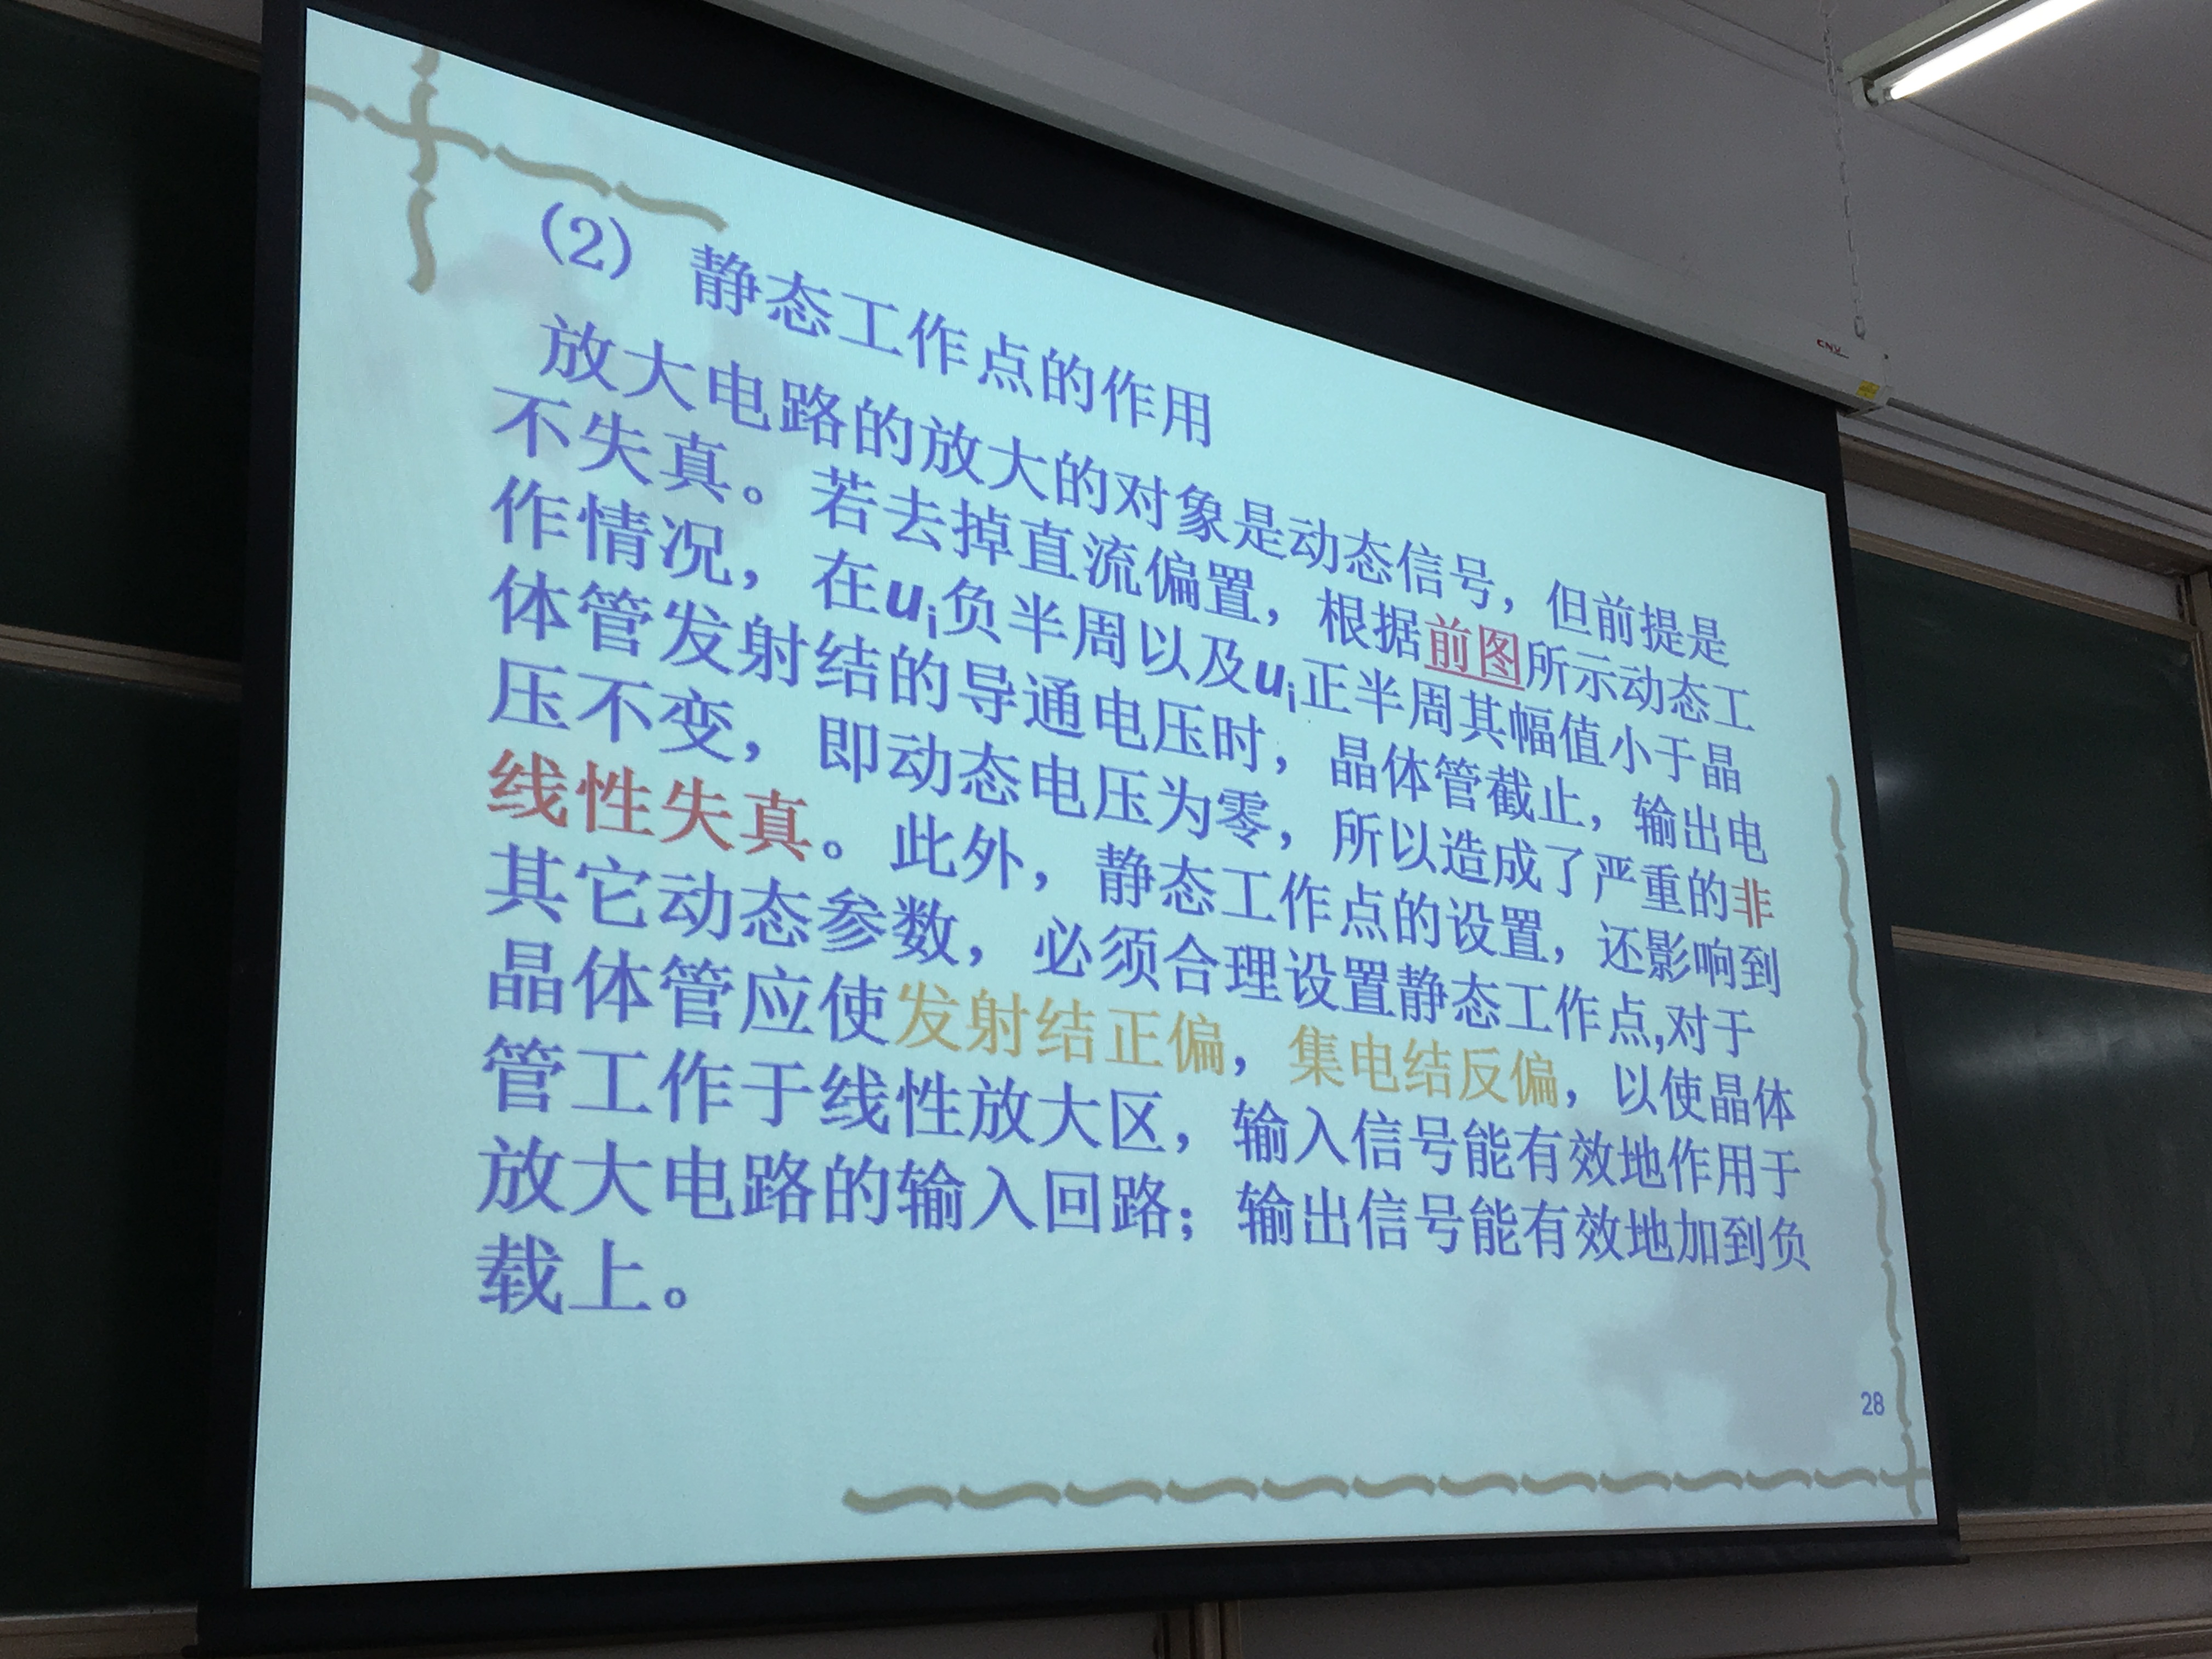 (2) 静态工作点的作用
放大电路的放大的对象是动态信号，但前提是
不失真。若去掉直流偏置，根据前图所示动态工
作情况，在ui负半周以及ui正半周其幅值小于晶
体管发射结的导通电压时，晶体管截止，输出电
压不变，即动态电压为零，所以造成了严重的非
线性失真。此外，静态工作点的设置，还影响到
其它动态参数，必须合理设置静态工作点,对于
晶体管应使发射结正偏，集电结反偏，以使晶体
管工作于线性放大区，输入信号能有效地作用于
放大电路的输入回路；输出信号能有效地加到负
载上。
28